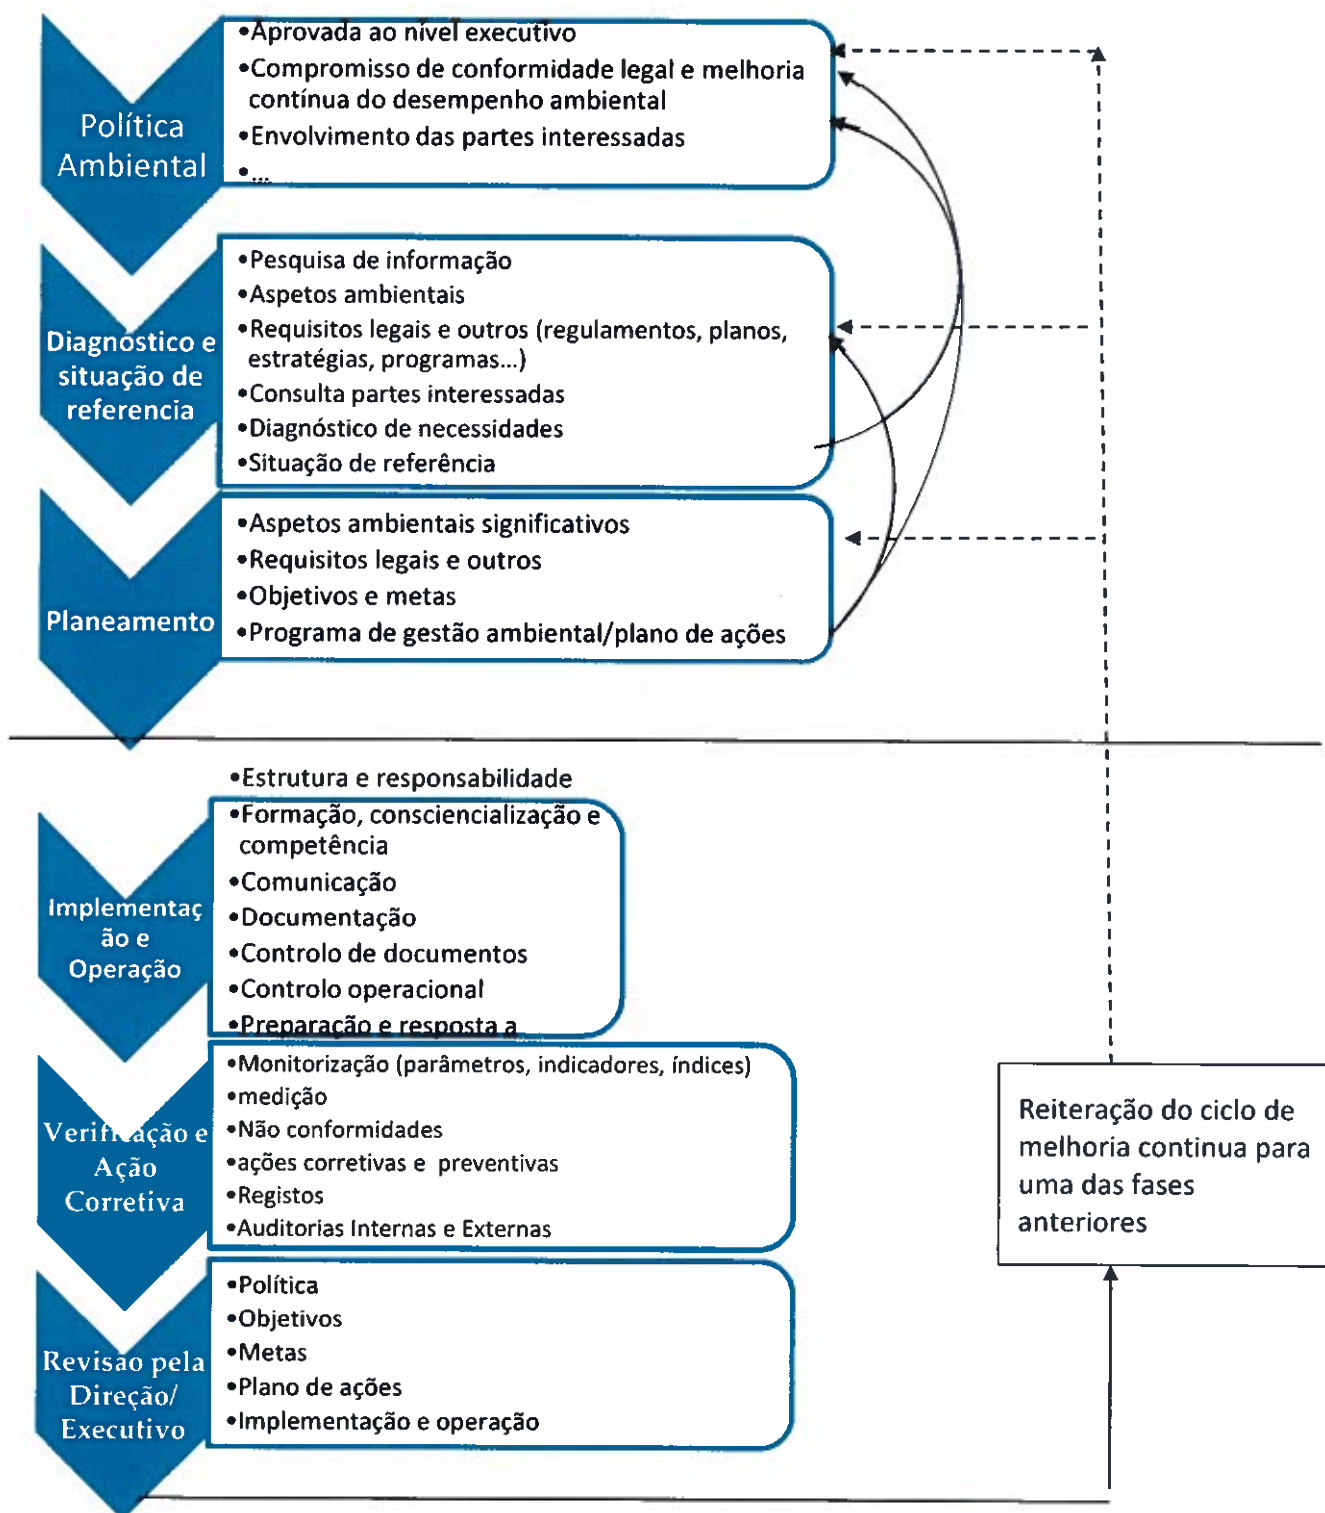 Política
Ambiental
•Aprovada ao nível executivo
•Compromisso de conformidade legal e melhoria
contínua do desempenho ambiental
•Envolvimento das partes interessadas
•...
Diagnóstico e
situação de
referencia
•Pesquisa de informação
•Aspetos ambientais
•Requisitos legais e outros (regulamentos, planos,
estratégias, programas...)
•Consulta partes interessadas
•Diagnóstico de necessidades
•Situação de referência
Planeamento
•Aspetos ambientais significativos
•Requisitos legais e outros
•Objetivos e metas
•Programa de gestão ambiental/plano de ações
Implementaç
ão e
Operação
•Estrutura e responsabilidade
•Formação, consciencialização e
competência
•Comunicação
•Documentação
•Controlo de documentos
•Controlo operacional
•Preparação e resposta a
Verificação e
Ação
Corretiva
•Monitorização (parâmetros, indicadores, índices)
•medição
•Não conformidades
•ações corretivas e preventivas
•Registos
•Auditorias Internas e Externas
Revisão pela
Direção/
Executivo
•Política
•Objetivos
•Metas
•Plano de ações
•Implementação e operação
Reiteração do ciclo de
melhoria continua para
uma das fases
anteriores